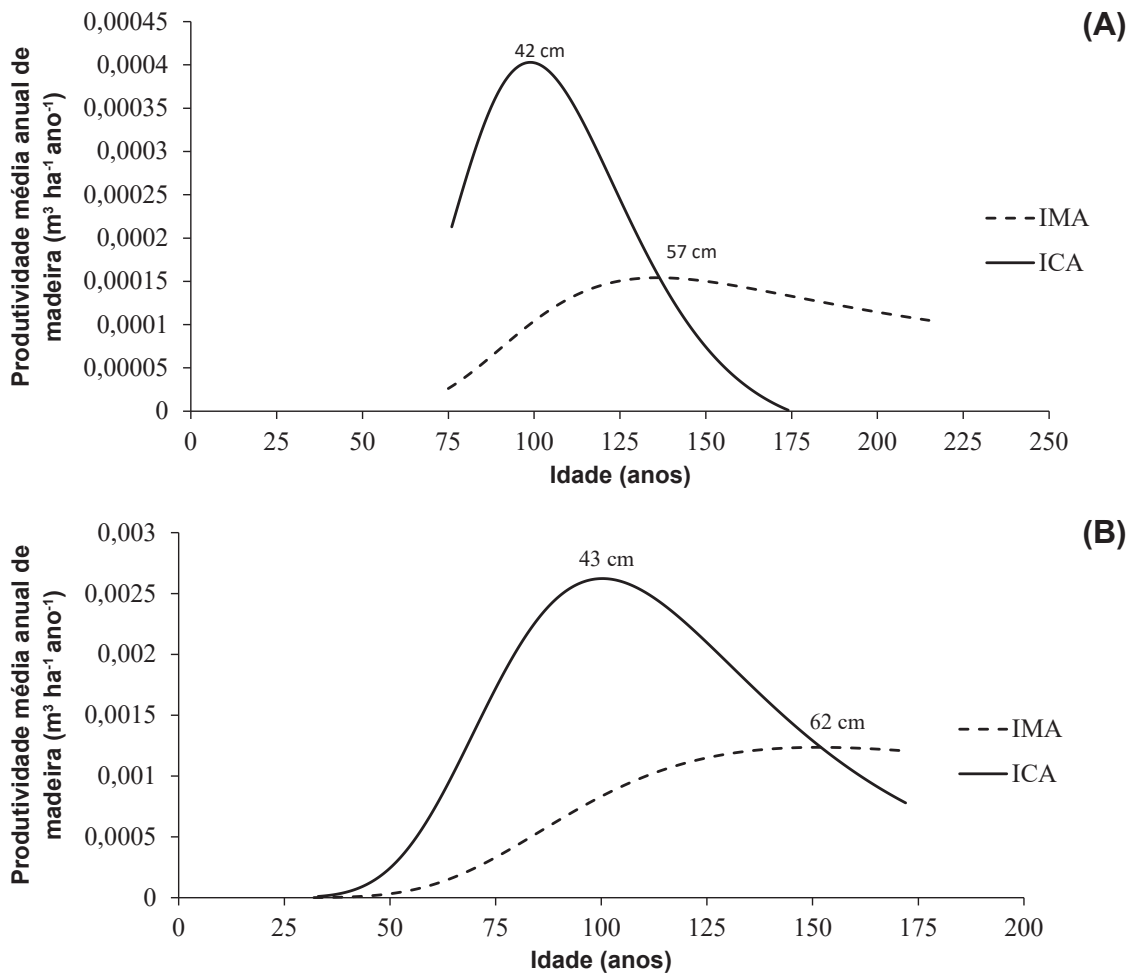 (A)
Produtividade média anual de
madeira (m³ ha⁻¹ ano⁻¹)
0,00045
0,0004
0,00035
0,0003
0,00025
0,0002
0,00015
0,0001
0,00005
0
42 cm
57 cm
IMA
ICA
0 25 50 75 100 125 150 175 200 225 250
Idade (anos)
(B)
Produtividade média anual de
madeira (m³ ha⁻¹ ano⁻¹)
0,003
0,0025
0,002
0,0015
0,001
0,0005
0
43 cm
62 cm
IMA
ICA
0 25 50 75 100 125 150 175 200
Idade (anos)